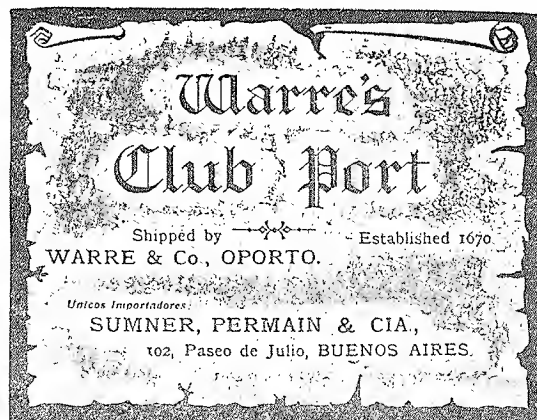 Warre's
Club Port
Shipped by Established 1670.
WARRE & Co., OPORTO.
Unicos Importadores:
SUMNER, PERMAIN & CIA.,
102, Paseo de Julio, BUENOS AIRES.